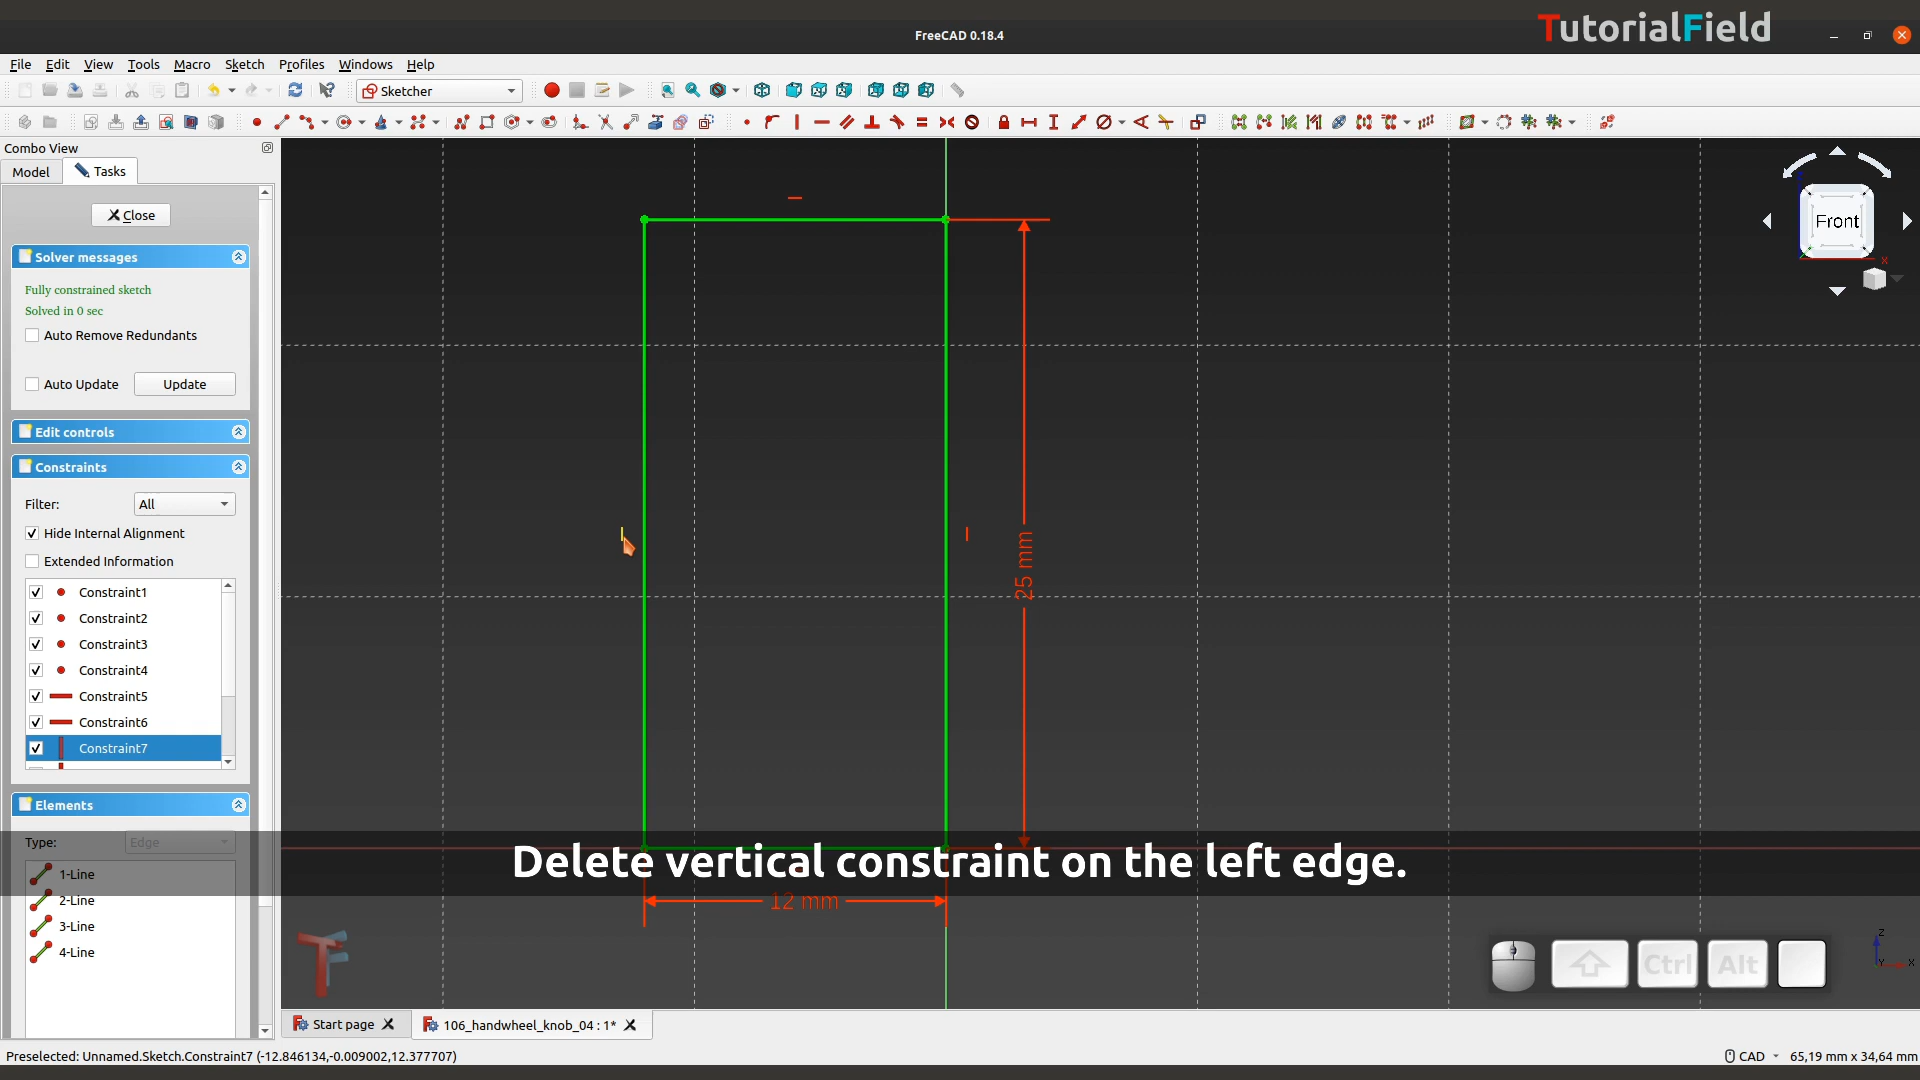 TutorialField
FreeCAD 0.18.4
File Edit View Tools Macro Sketch Profiles Windows Help
Sketcher
Combo View
Model Tasks
Close
Solver messages
Fully constrained sketch
Solved in 0 sec
Auto Remove Redundants
Auto Update Update
Edit controls
Constraints
Filter: All
Hide Internal Alignment
Extended Information
Constraint1
Constraint2
Constraint3
Constraint4
Constraint5
Constraint6
Constraint7
Elements
Type: Edge
1-Line
2-Line
3-Line
4-Line
Front
x
25 mm
Delete vertical constraint on the left edge.
12 mm
Ctrl Alt
Z
Y X
Start page 106_handwheel_knob_04 : 1*
Preselected: Unnamed.Sketch.Constraint7 (-12.846134,-0.009002,12.377707)
CAD 65,19 mm x 34,64 mm